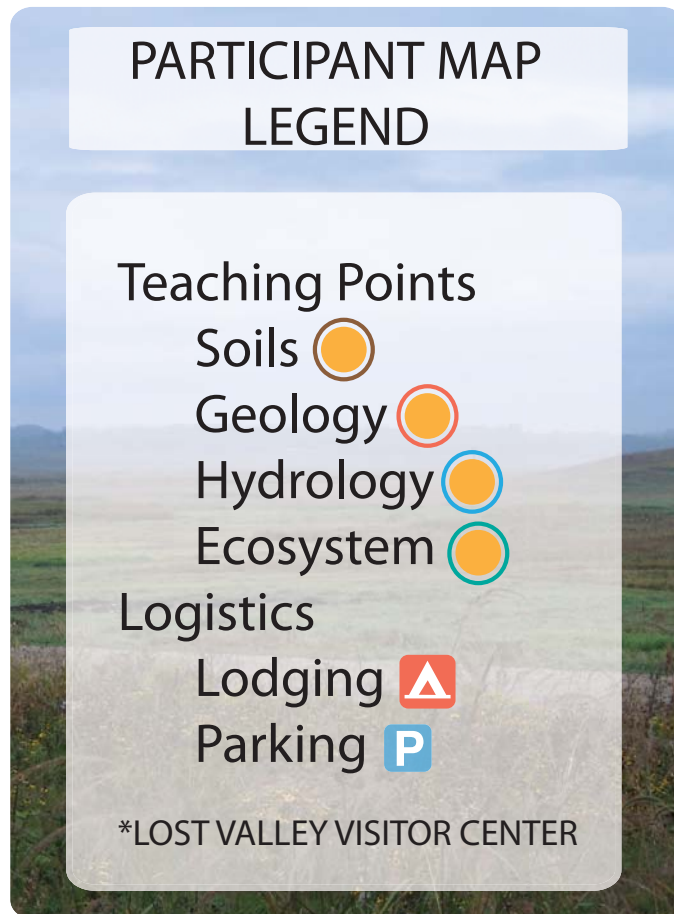 PARTICIPANT MAP
LEGEND
Teaching Points
Soils
Geology
Hydrology
Ecosystem
Logistics
Lodging
Parking P
*LOST VALLEY VISITOR CENTER